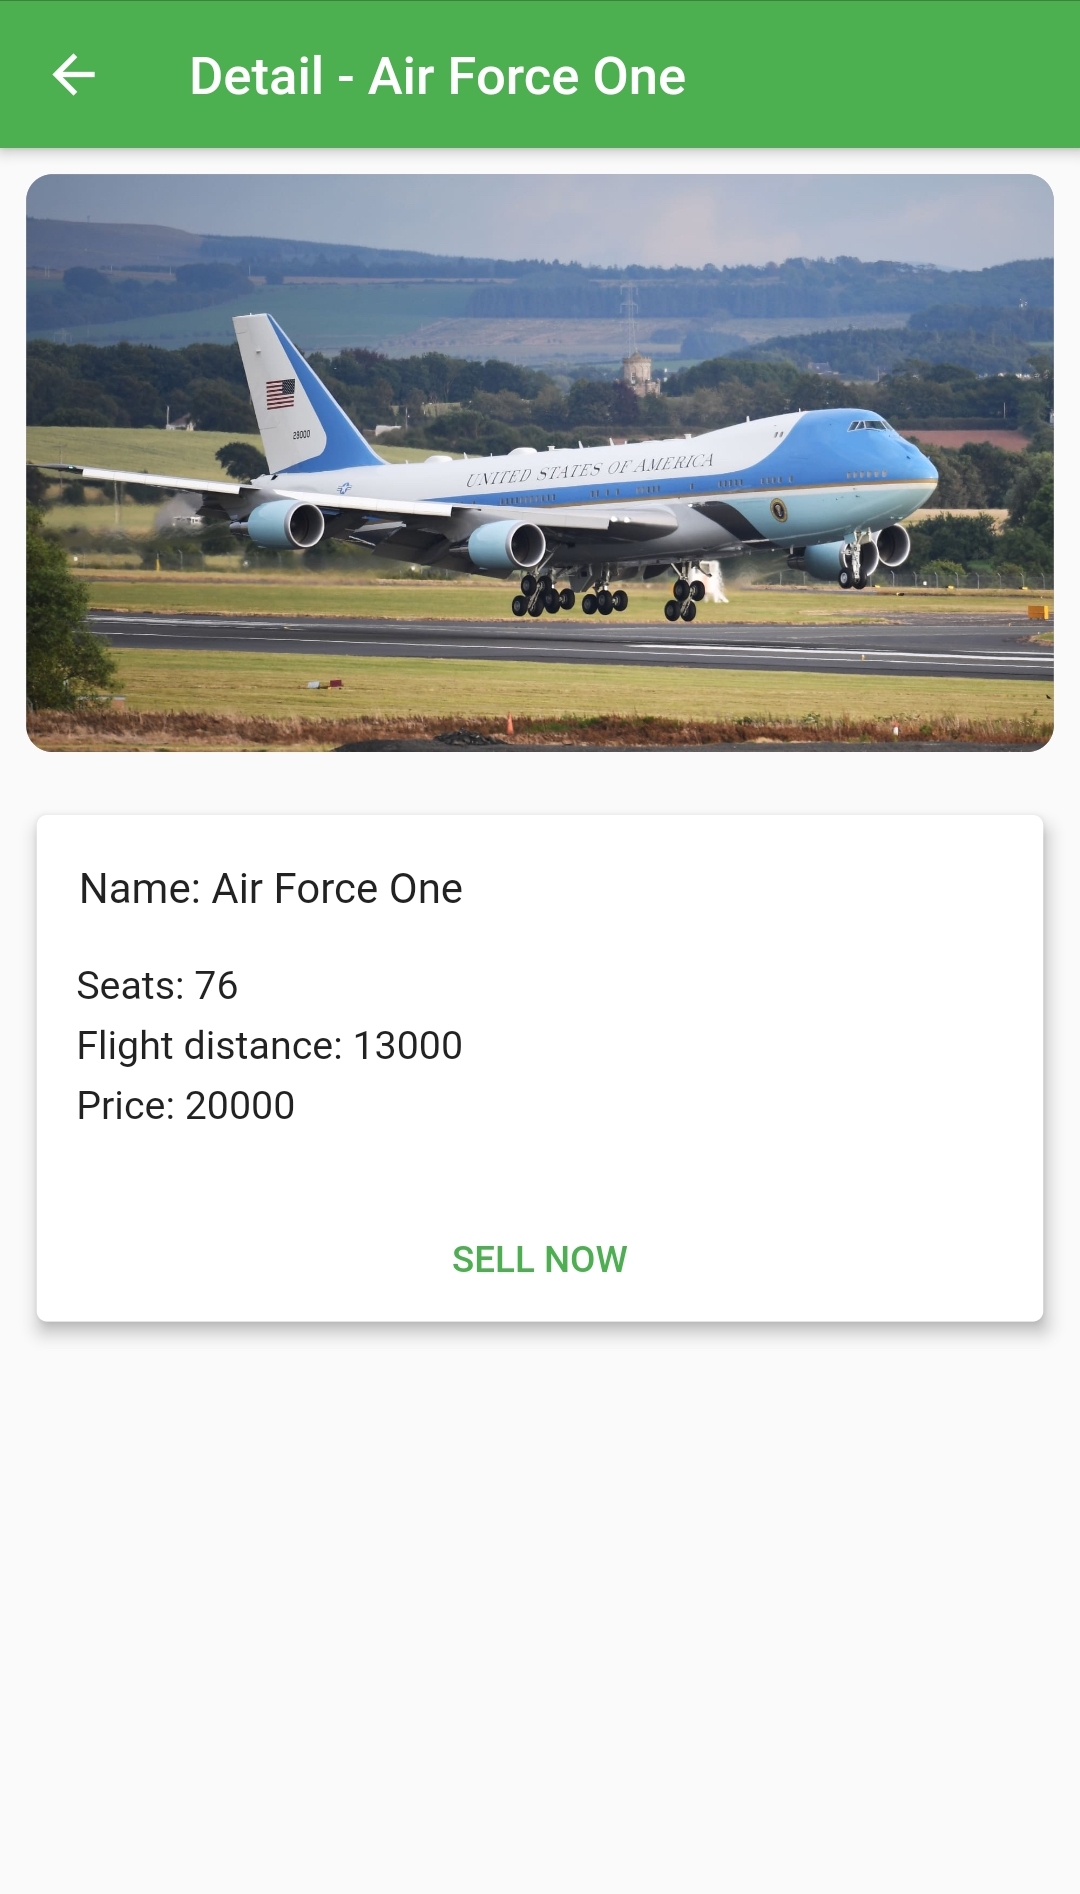 Detail - Air Force One
28000
UNITED STATES OF AMERICA
Name: Air Force One
Seats: 76
Flight distance: 13000
Price: 20000
SELL NOW